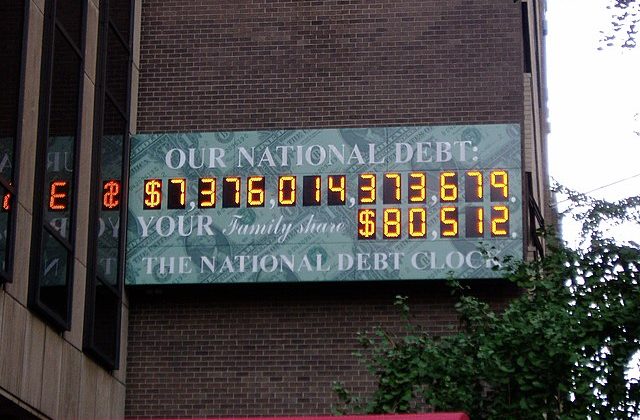 OUR NATIONAL DEBT:
$7,376,014,373,679.
YOUR Family share $80,512.
THE NATIONAL DEBT CLOCK